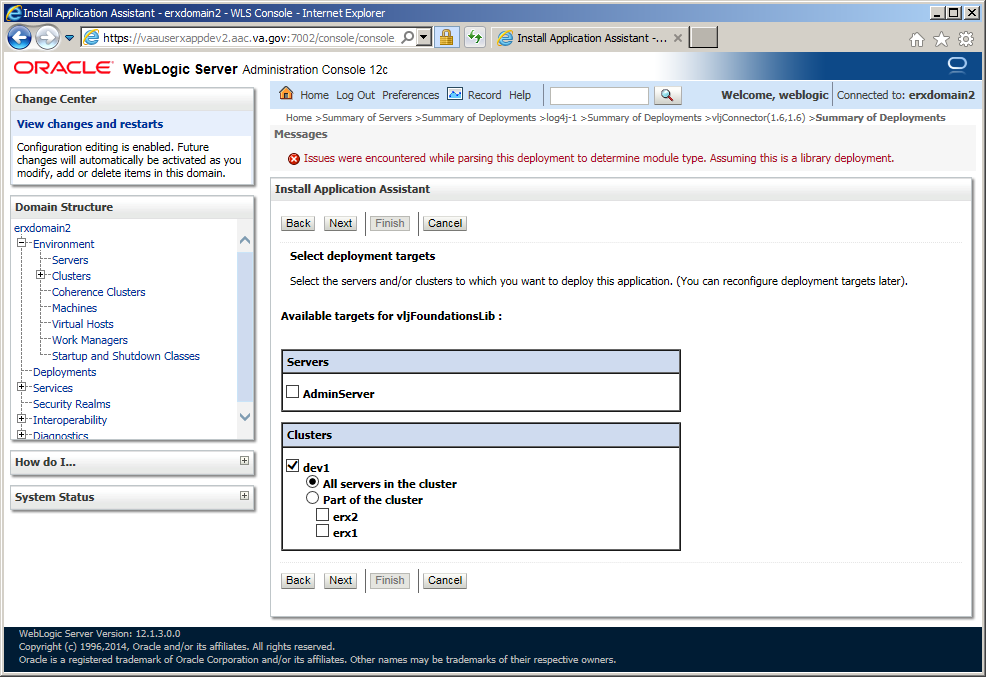 Install Application Assistant - erxdomain2 - WLS Console - Internet Explorer
https://vaauserxappdev2.aac.va.gov:7002/console/console
Install Application Assistant -...
ORACLE WebLogic Server Administration Console 12c
Change Center
View changes and restarts
Configuration editing is enabled. Future
changes will automatically be activated as you
modify, add or delete items in this domain.
Domain Structure
erxdomain2
Environment
Servers
Clusters
Coherence Clusters
Machines
Virtual Hosts
Work Managers
Startup and Shutdown Classes
Deployments
Services
Security Realms
Interoperability
Diagnostics
How do I...
System Status
Home Log Out Preferences Record Help
Welcome, weblogic Connected to: erxdomain2
Home >Summary of Servers >Summary of Deployments >log4j-1 >Summary of Deployments >vljConnector(1.6,1.6) >Summary of Deployments
Messages
Issues were encountered while parsing this deployment to determine module type. Assuming this is a library deployment.
Install Application Assistant
Back Next Finish Cancel
Select deployment targets
Select the servers and/or clusters to which you want to deploy this application. (You can reconfigure deployment targets later).
Available targets for vljFoundationsLib :
Servers
AdminServer
Clusters
dev1
All servers in the cluster
Part of the cluster
erx2
erx1
Back Next Finish Cancel
WebLogic Server Version: 12.1.3.0.0
Copyright (c) 1996,2014, Oracle and/or its affiliates. All rights reserved.
Oracle is a registered trademark of Oracle Corporation and/or its affiliates. Other names may be trademarks of their respective owners.